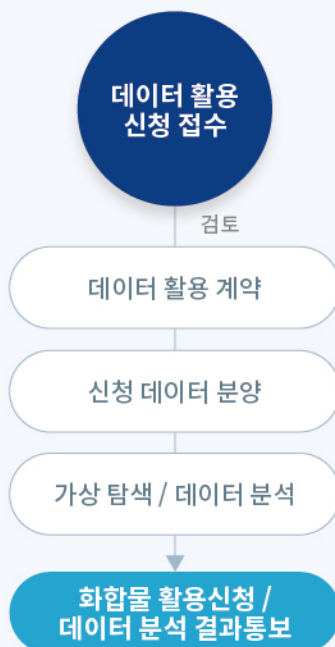 데이터 활용
신청 접수
검토
데이터 활용 계약
신청 데이터 분양
가상 탐색 / 데이터 분석
화합물 활용신청 /
데이터 분석 결과통보